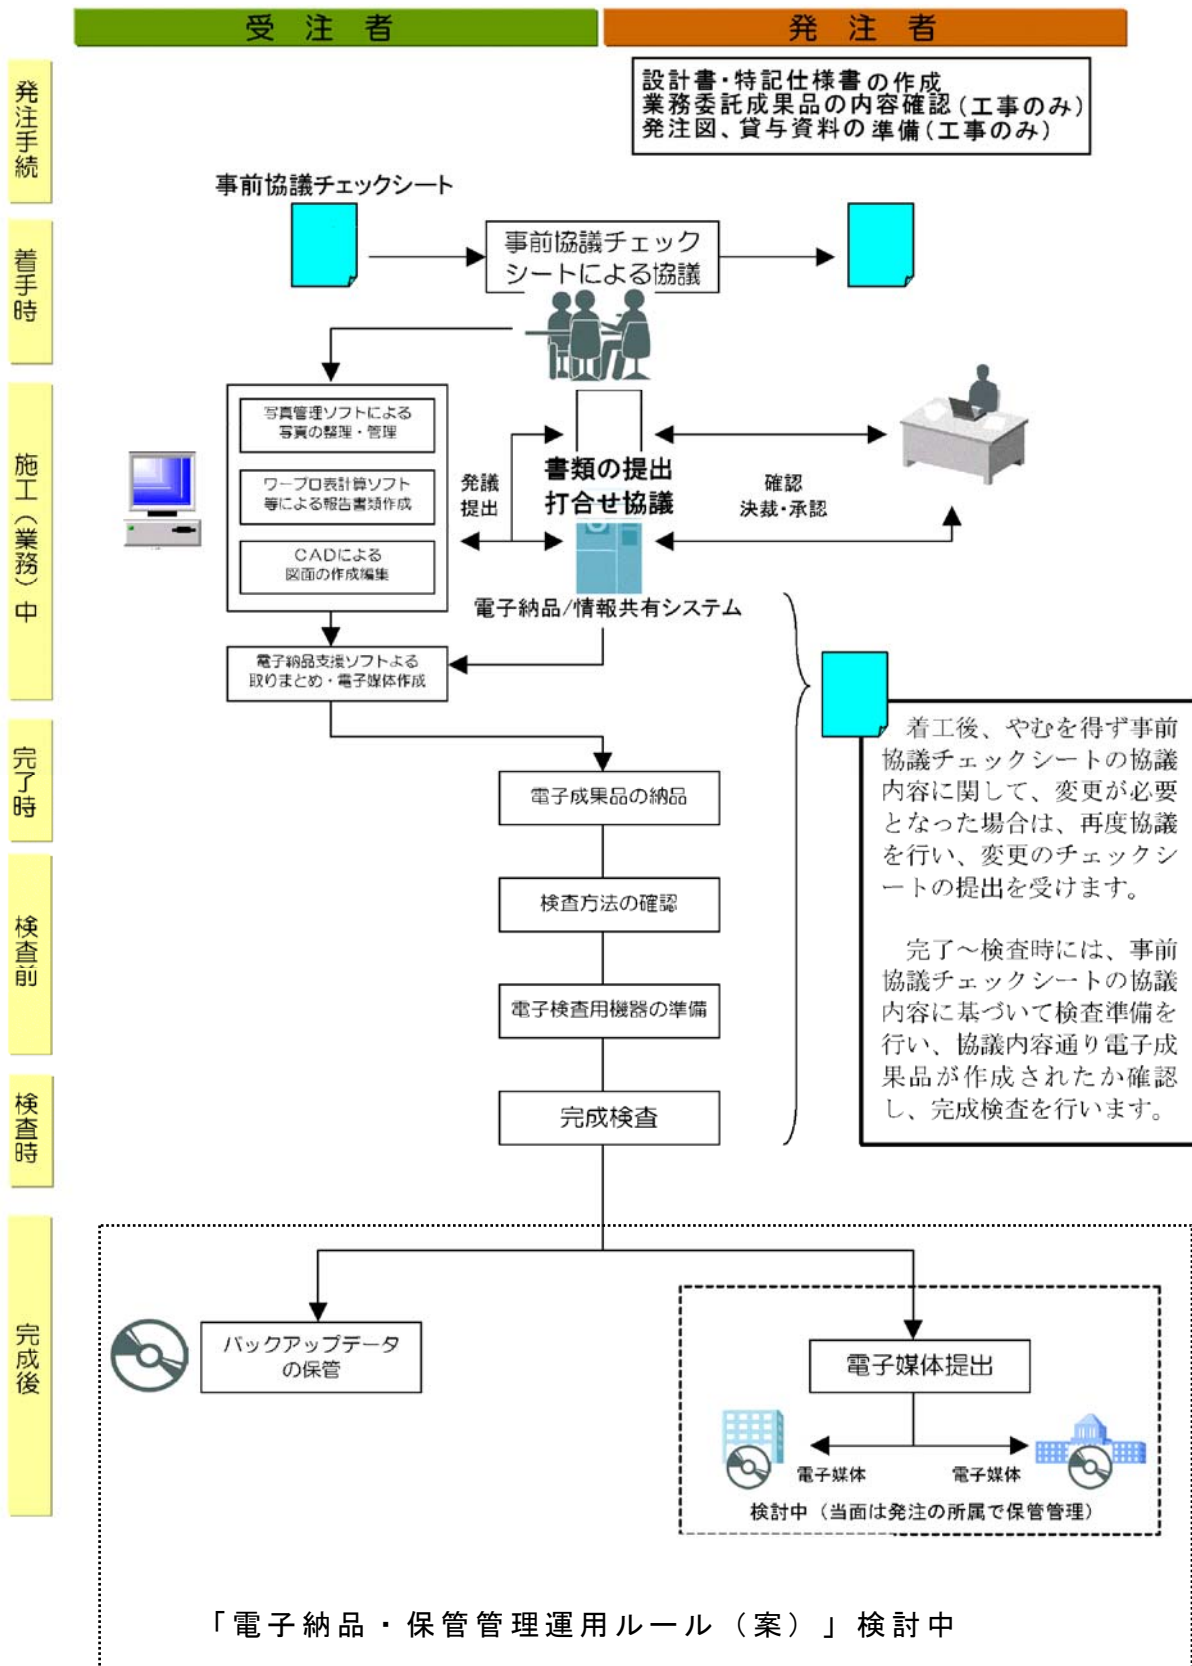 受注者
発注者
発注手続
設計書・特記仕様書の作成
業務委託成果品の内容確認(工事のみ)
発注図、貸与資料の準備(工事のみ)
事前協議チェックシート
着手時
事前協議チェック
シートによる協議
施工（業務）中
写真管理ソフトによる
写真の整理・管理
ワープロ表計算ソフト
等による報告書類作成
CADによる
図面の作成編集
発議
提出
書類の提出
打合せ協議
確認
決裁・承認
電子納品/情報共有システム
電子納品支援ソフトよる
取りまとめ・電子媒体作成
完了時
電子成果品の納品
検査前
検査方法の確認
電子検査用機器の準備
検査時
完成検査
着工後、やむを得ず事前
協議チェックシートの協議
内容に関して、変更が必要
となった場合は、再度協議
を行い、変更のチェックシ
ートの提出を受けます。
完了～検査時には、事前
協議チェックシートの協議
内容に基づいて検査準備を
行い、協議内容通り電子成
果品が作成されたか確認
し、完成検査を行います。
完成後
バックアップデータ
の保管
電子媒体提出
電子媒体
電子媒体
検討中（当面は発注の所属で保管管理）
「電子納品・保管管理運用ルール（案）」検討中